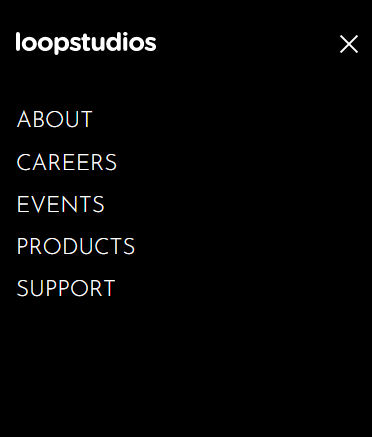 loopstudios
ABOUT
CAREERS
EVENTS
PRODUCTS
SUPPORT